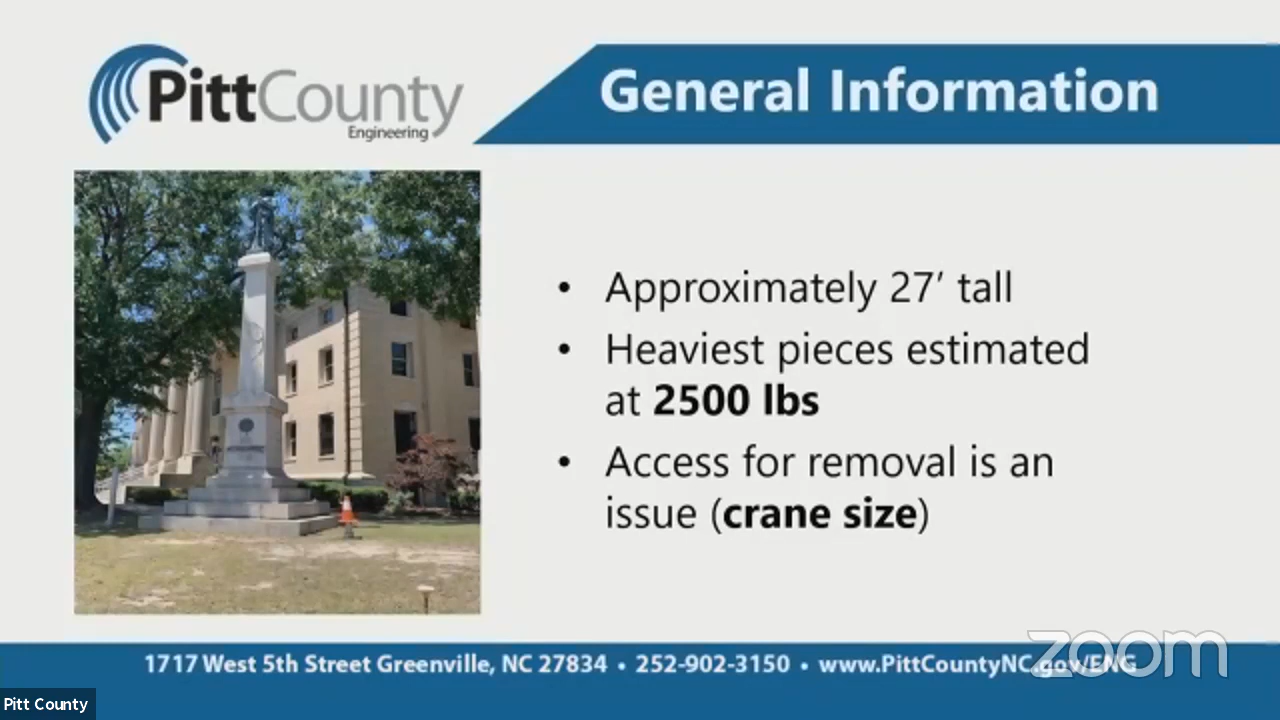 PittCounty
Engineering
General Information
• Approximately 27′ tall
• Heaviest pieces estimated
at 2500 lbs
• Access for removal is an
issue (crane size)
1717 West 5th Street Greenville, NC 27834 • 252-902-3150 • www.PittCountyNC.gov/ENG
zoom
Pitt County